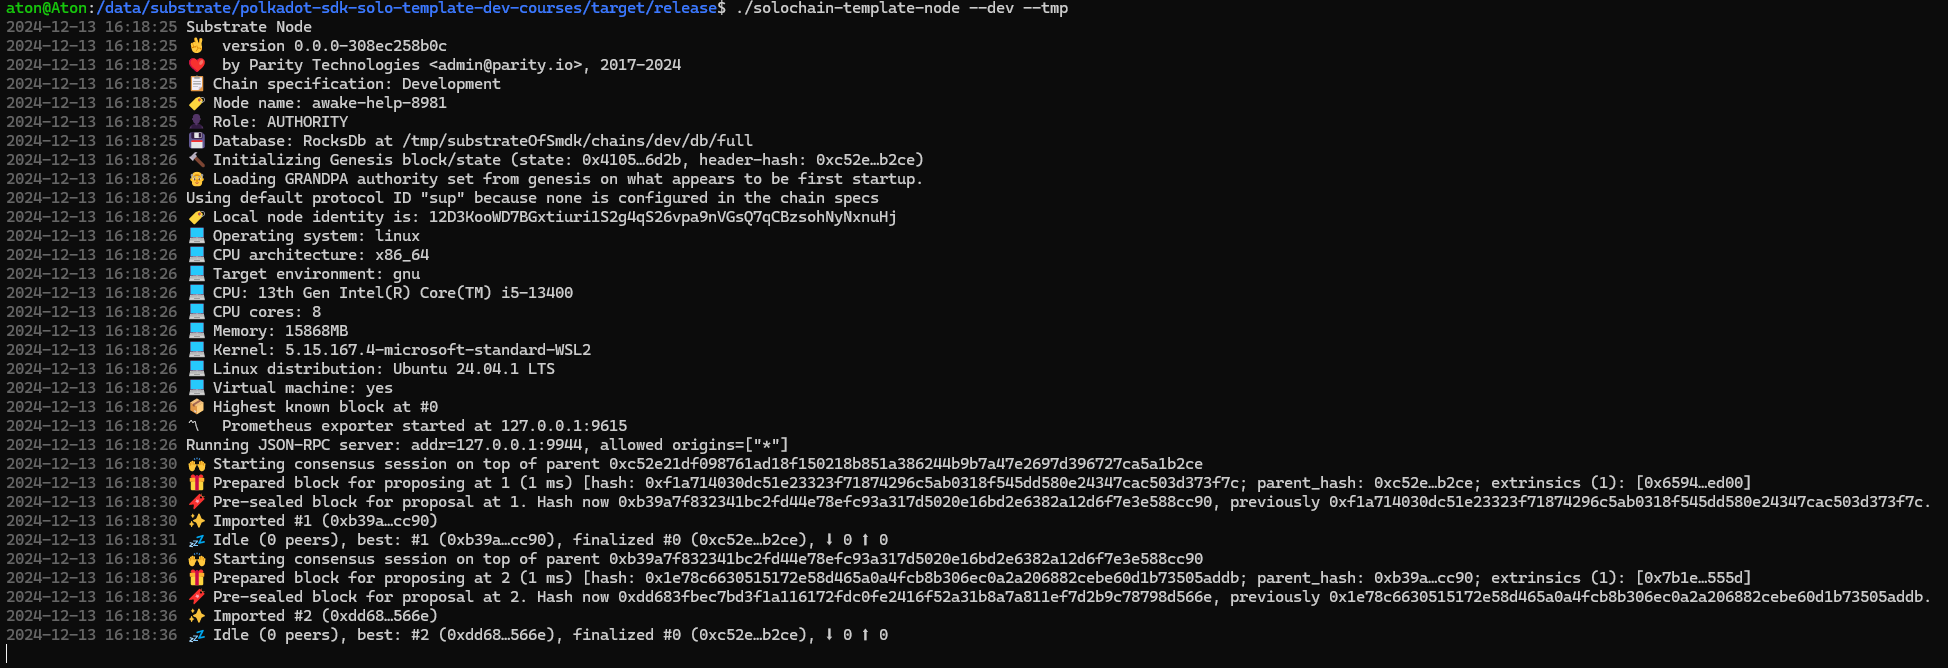 aton@Aton:/data/substrate/polkadot-sdk-solo-template-dev-courses/target/release$ ./solochain-template-node --dev --tmp
2024-12-13 16:18:25 Substrate Node
2024-12-13 16:18:25 ✌️  version 0.0.0-308ec258b0c
2024-12-13 16:18:25 ❤️  by Parity Technologies <admin@parity.io>, 2017-2024
2024-12-13 16:18:25 📋 Chain specification: Development
2024-12-13 16:18:25 🏷 Node name: awake-help-8981
2024-12-13 16:18:25 👤 Role: AUTHORITY
2024-12-13 16:18:25 💾 Database: RocksDb at /tmp/substrateOfSmdk/chains/dev/db/full
2024-12-13 16:18:26 🔨 Initializing Genesis block/state (state: 0x4105…6d2b, header-hash: 0xc52e…b2ce)
2024-12-13 16:18:26 👴 Loading GRANDPA authority set from genesis on what appears to be first startup.
2024-12-13 16:18:26 Using default protocol ID "sup" because none is configured in the chain specs
2024-12-13 16:18:26 🏷 Local node identity is: 12D3KooWD7BGxtiuri1S2g4qS26vpa9nVGsQ7qCBzsohNyNxnuHj
2024-12-13 16:18:26 💻 Operating system: linux
2024-12-13 16:18:26 💻 CPU architecture: x86_64
2024-12-13 16:18:26 💻 Target environment: gnu
2024-12-13 16:18:26 💻 CPU: 13th Gen Intel(R) Core(TM) i5-13400
2024-12-13 16:18:26 💻 CPU cores: 8
2024-12-13 16:18:26 💻 Memory: 15868MB
2024-12-13 16:18:26 💻 Kernel: 5.15.167.4-microsoft-standard-WSL2
2024-12-13 16:18:26 💻 Linux distribution: Ubuntu 24.04.1 LTS
2024-12-13 16:18:26 💻 Virtual machine: yes
2024-12-13 16:18:26 📦 Highest known block at #0
2024-12-13 16:18:26 〽  Prometheus exporter started at 127.0.0.1:9615
2024-12-13 16:18:26 Running JSON-RPC server: addr=127.0.0.1:9944, allowed origins=["*"]
2024-12-13 16:18:30 🙌 Starting consensus session on top of parent 0xc52e21df098761ad18f150218b851a386244b9b7a47e2697d396727ca5a1b2ce
2024-12-13 16:18:30 🎁 Prepared block for proposing at 1 (1 ms) [hash: 0xf1a714030dc51e23323f71874296c5ab0318f545dd580e24347cac503d373f7c; parent_hash: 0xc52e…b2ce; extrinsics (1): [0x6594…ed00]
2024-12-13 16:18:30 🔖 Pre-sealed block for proposal at 1. Hash now 0xb39a7f832341bc2fd44e78efc93a317d5020e16bd2e6382a12d6f7e3e588cc90, previously 0xf1a714030dc51e23323f71874296c5ab0318f545dd580e24347cac503d373f7c.
2024-12-13 16:18:30 ✨ Imported #1 (0xb39a…cc90)
2024-12-13 16:18:31 💤 Idle (0 peers), best: #1 (0xb39a…cc90), finalized #0 (0xc52e…b2ce), ⬇ 0 ⬆ 0
2024-12-13 16:18:36 🙌 Starting consensus session on top of parent 0xb39a7f832341bc2fd44e78efc93a317d5020e16bd2e6382a12d6f7e3e588cc90
2024-12-13 16:18:36 🎁 Prepared block for proposing at 2 (1 ms) [hash: 0x1e78c6630515172e58d465a0a4fcb8b306ec0a2a206882cebe60d1b73505addb; parent_hash: 0xb39a…cc90; extrinsics (1): [0x7b1e…555d]
2024-12-13 16:18:36 🔖 Pre-sealed block for proposal at 2. Hash now 0xdd683fbec7bd3f1a116172fdc0fe2416f52a31b8a7a811ef7d2b9c78798d566e, previously 0x1e78c6630515172e58d465a0a4fcb8b306ec0a2a206882cebe60d1b73505addb.
2024-12-13 16:18:36 ✨ Imported #2 (0xdd68…566e)
2024-12-13 16:18:36 💤 Idle (0 peers), best: #2 (0xdd68…566e), finalized #0 (0xc52e…b2ce), ⬇ 0 ⬆ 0